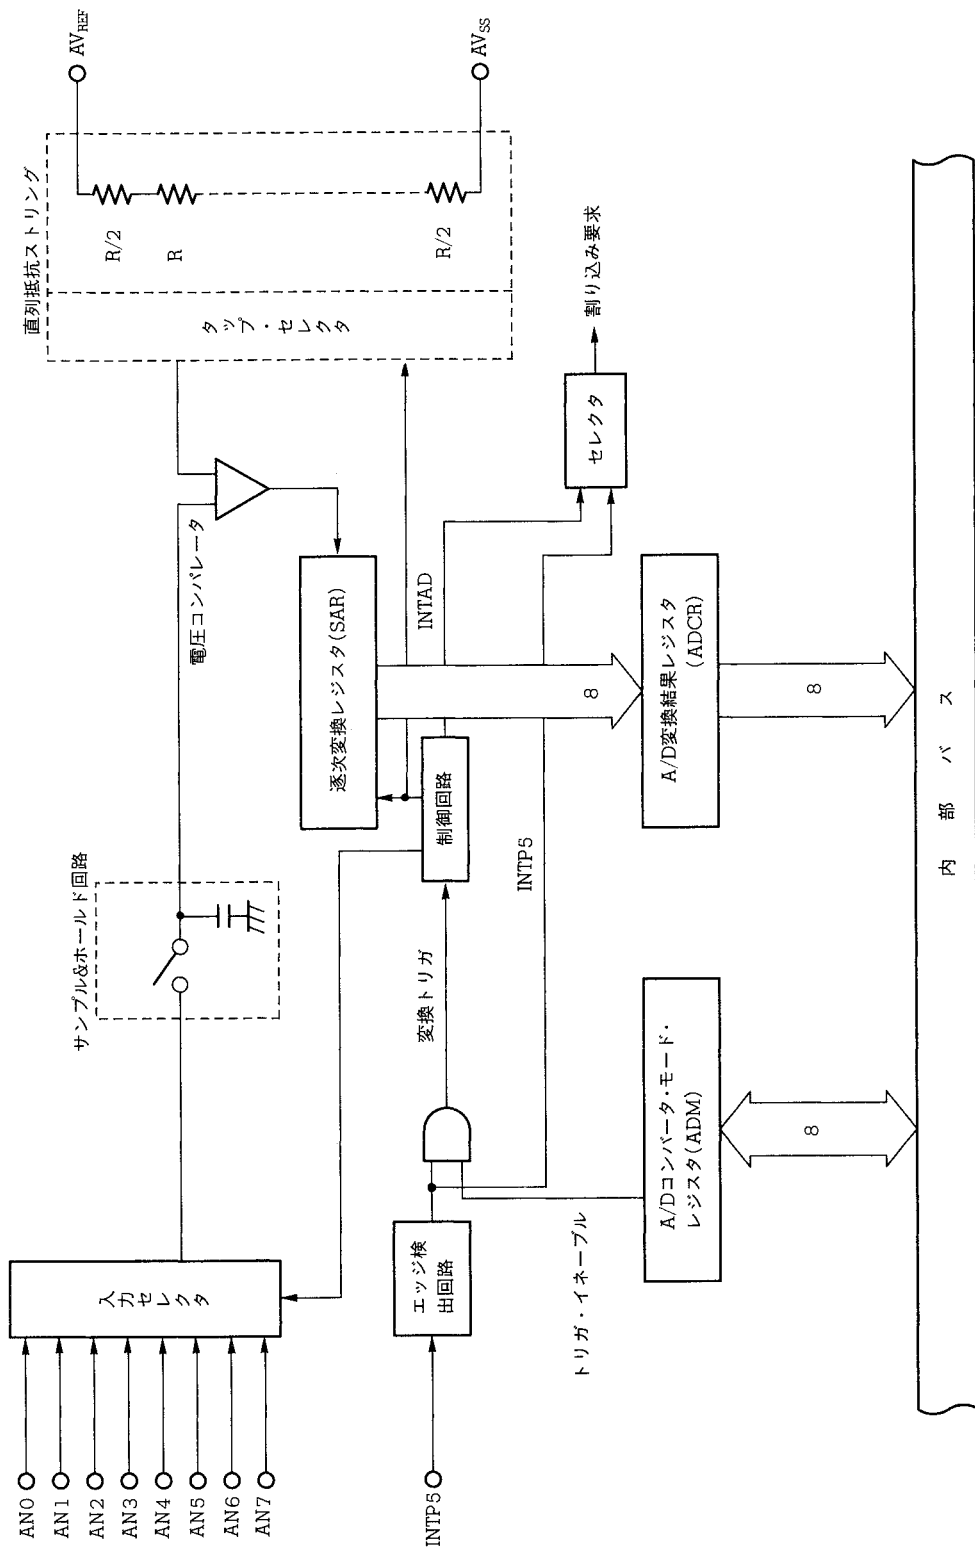 AN0
AN1
AN2
AN3
AN4
AN5
AN6
AN7
入力セレクタ
サンプル&ホールド回路
電圧コンパレータ
直列抵抗ストリング
タップ・セレクタ
R/2
R
R/2
AVREF
AVSS
逐次変換レジスタ(SAR)
INTP5
エッジ検
出回路
変換トリガ
制御回路
INTAD
INTP5
セレクタ
割り込み要求
トリガ・イネーブル
8
A/Dコンバータ・モード・
レジスタ(ADM)
A/D変換結果レジスタ
(ADCR)
8
8
内部バス